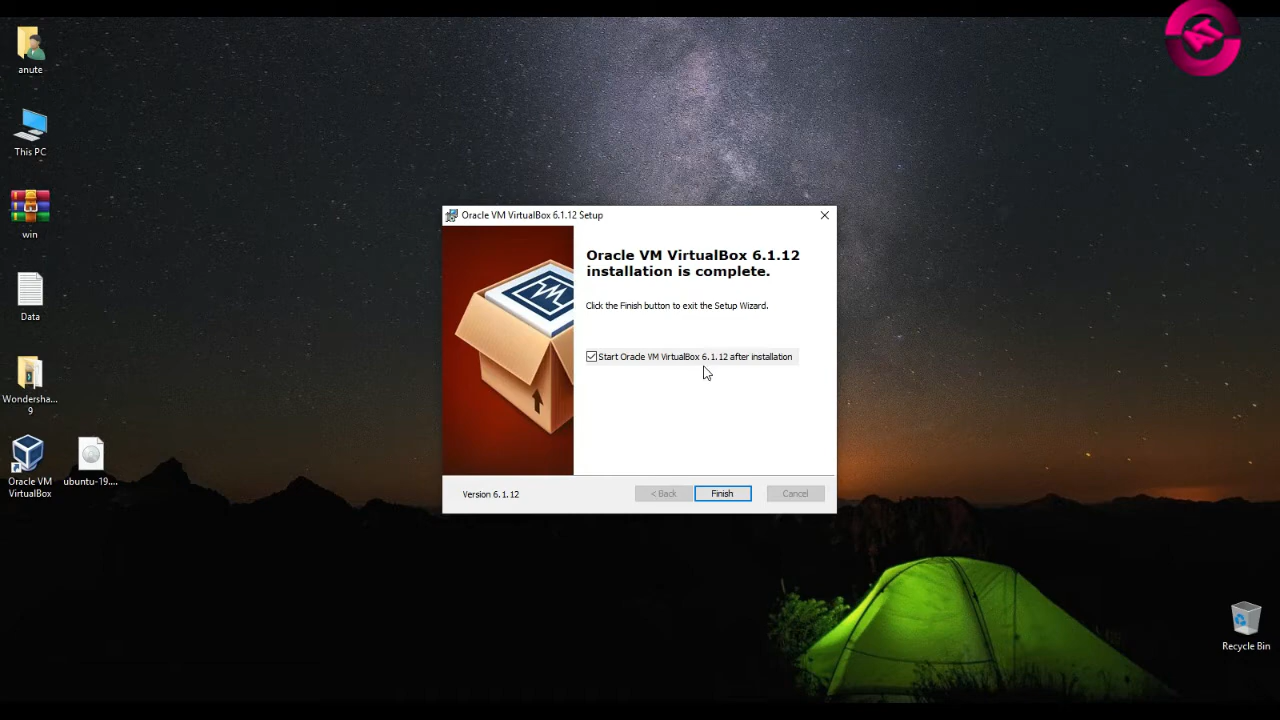 anute
This PC
win
Data
Wondersha...
9
Oracle VM
VirtualBox
ubuntu-19....
Oracle VM VirtualBox 6.1.12 Setup
Oracle VM VirtualBox 6.1.12
installation is complete.
Click the Finish button to exit the Setup Wizard.
Start Oracle VM VirtualBox 6.1.12 after installation
Version 6.1.12
< Back
Finish
Cancel
Recycle Bin